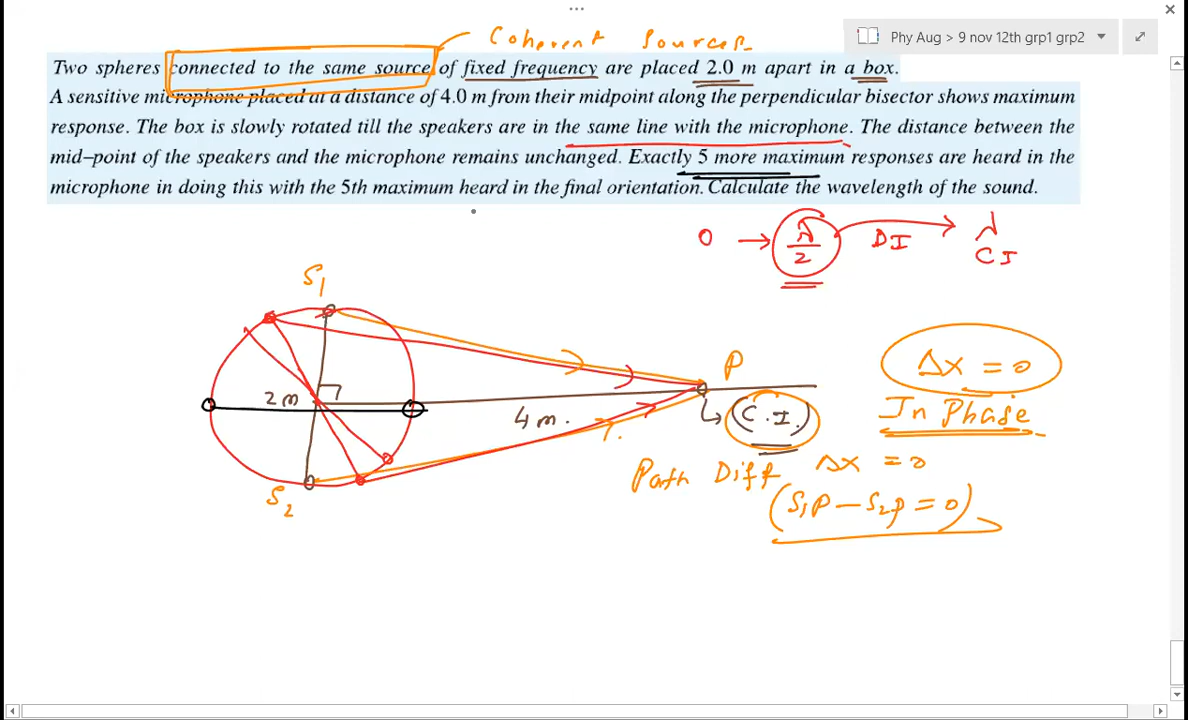 Coherent Sources
Phy Aug > 9 nov 12th grp1 grp2
Two spheres connected to the same source of fixed frequency are placed 2.0 m apart in a box.
A sensitive microphone placed at a distance of 4.0 m from their midpoint along the perpendicular bisector shows maximum
response. The box is slowly rotated till the speakers are in the same line with the microphone. The distance between the
mid–point of the speakers and the microphone remains unchanged. Exactly 5 more maximum responses are heard in the
microphone in doing this with the 5th maximum heard in the final orientation. Calculate the wavelength of the sound.
0 → λ/2 DI → λ
CI
S1
P
Δx = 0
2m
4m.
(C.I.)
In Phase
Path Diff Δx = 0
S2
(S1P – S2P = 0)